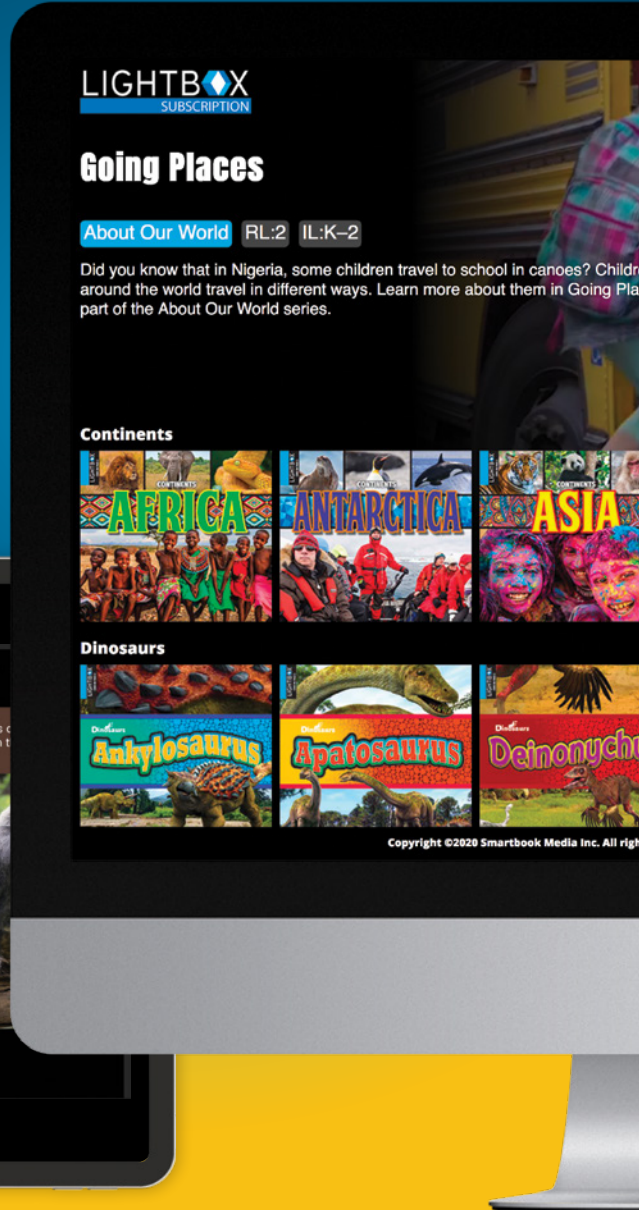 LIGHTBOX
SUBSCRIPTION
Going Places
About Our World RL:2 IL:K–2
Did you know that in Nigeria, some children travel to school in canoes? Childre
around the world travel in different ways. Learn more about them in Going Pla
part of the About Our World series.
Continents
CONTINENTS
AFRICA
CONTINENTS
ANTARCTICA
CONTINENTS
ASIA
Dinosaurs
Dinosaurs
Ankylosaurus
Dinosaurs
Apatosaurus
Dinosaurs
Deinonychu
Copyright ©2020 Smartbook Media Inc. All righ